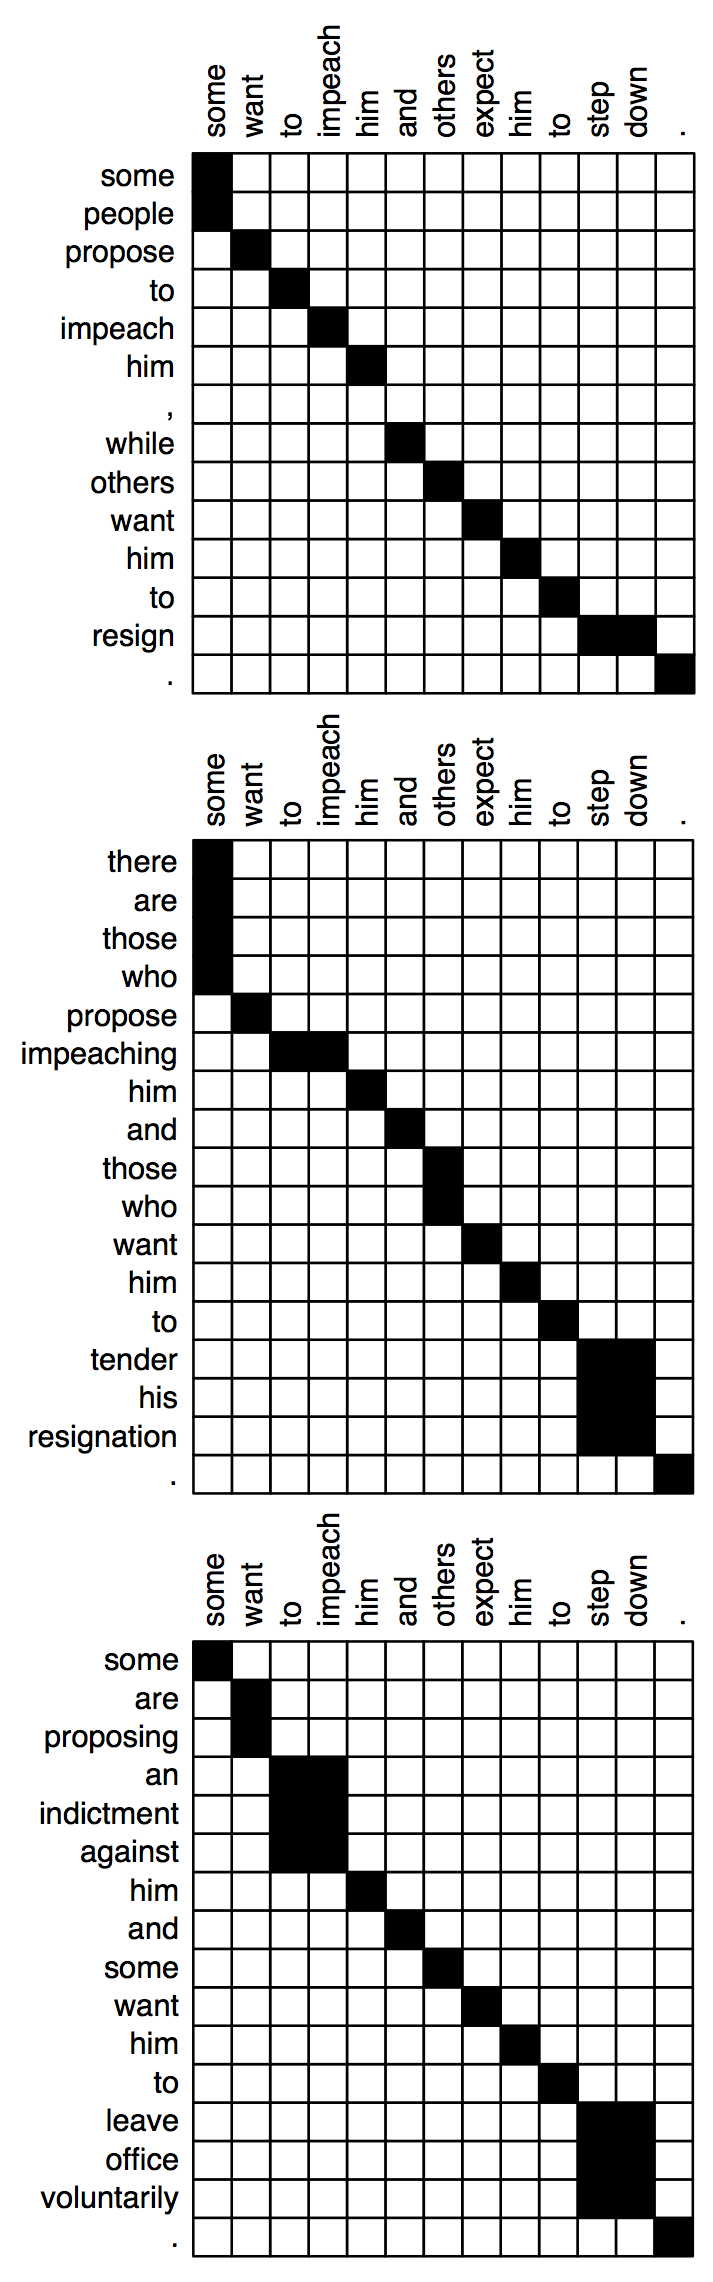 some want to impeach him and others expect him to step down .
some
people
propose
to
impeach
him
,
while
others
want
him
to
resign
.
some want to impeach him and others expect him to step down .
there
are
those
who
propose
impeaching
him
and
those
who
want
him
to
tender
his
resignation
.
some want to impeach him and others expect him to step down .
some
are
proposing
an
indictment
against
him
and
some
want
him
to
leave
office
voluntarily
.